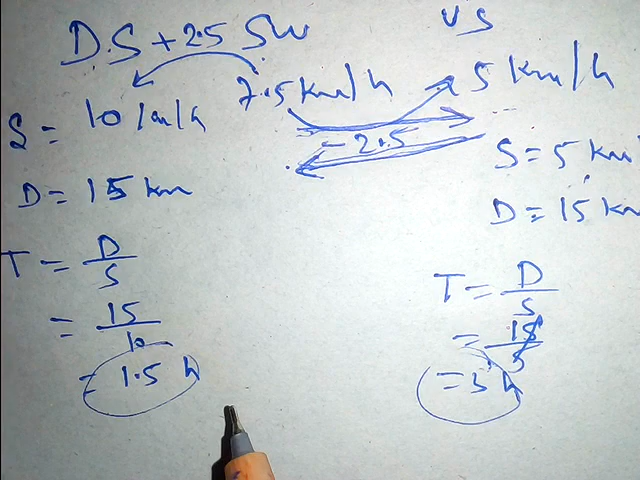 D.S + 2.5 SW US
10 km/h 7.5 km/h 5 km/h
S =
- 2.5
S = 5 km
D = 15 km
D = 15 km
T = D/S
T = D/S
= 15/10
= 15/5
= 1.5 h
= 3 h